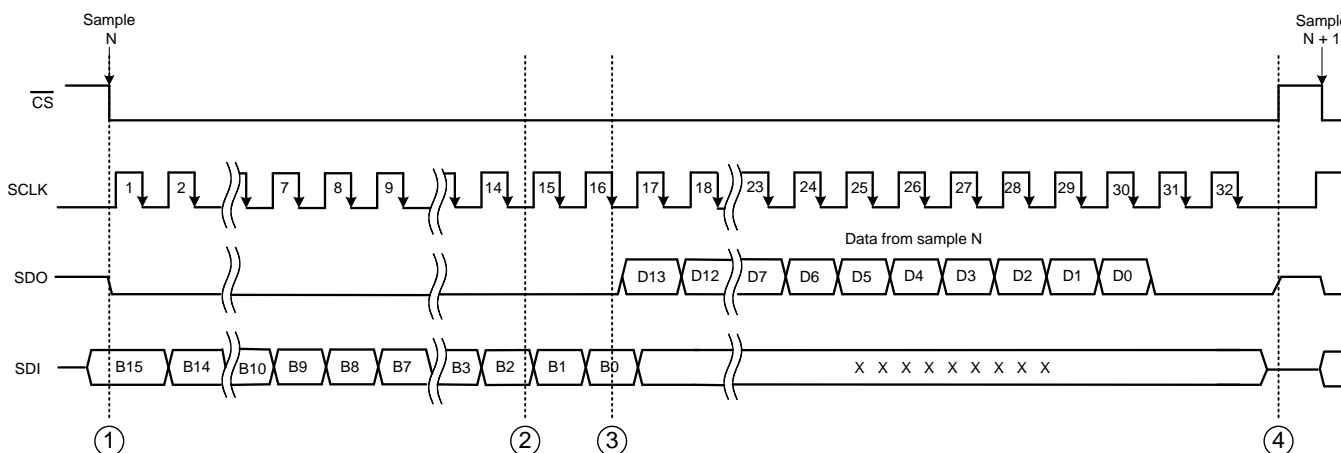 Sample
N
Sample
N + 1
CS
SCLK
1 2 7 8 9 14 15 16 17 18 23 24 25 26 27 28 29 30 31 32
Data from sample N
SDO
D13 D12 D7 D6 D5 D4 D3 D2 D1 D0
SDI
B15 B14 B10 B9 B8 B7 B3 B2 B1 B0 X X X X X X X X X
1 2 3 4